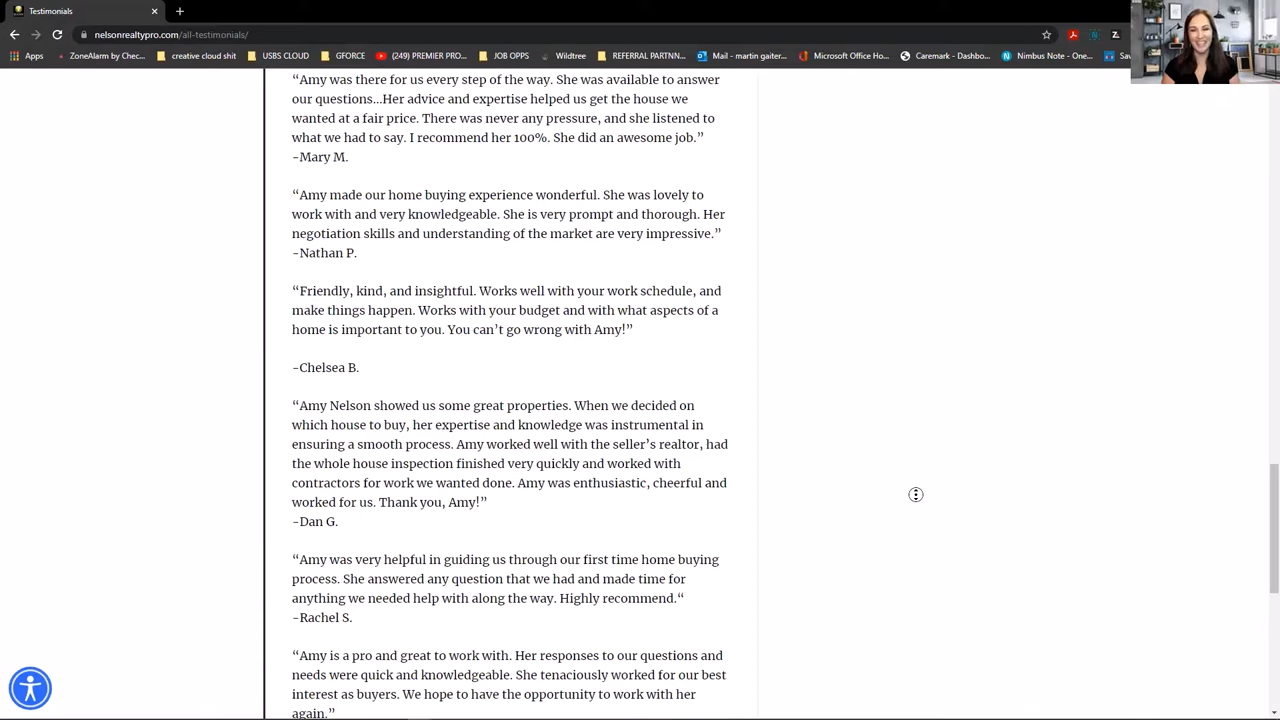 Testimonials
nelsonrealtypro.com/all-testimonials/
Apps
ZoneAlarm by Chec...
creative cloud shit
USBS CLOUD
GFORCE
(249) PREMIER PRO...
JOB OPPS
Wildtree
REFERRAL PARTNN...
Mail - martin gaiter...
Microsoft Office Ho...
Caremark - Dashbo...
Nimbus Note - One...
Sav
“Amy was there for us every step of the way. She was available to answer
our questions...Her advice and expertise helped us get the house we
wanted at a fair price. There was never any pressure, and she listened to
what we had to say. I recommend her 100%. She did an awesome job.”
-Mary M.
“Amy made our home buying experience wonderful. She was lovely to
work with and very knowledgeable. She is very prompt and thorough. Her
negotiation skills and understanding of the market are very impressive.”
-Nathan P.
“Friendly, kind, and insightful. Works well with your work schedule, and
make things happen. Works with your budget and with what aspects of a
home is important to you. You can’t go wrong with Amy!”
-Chelsea B.
“Amy Nelson showed us some great properties. When we decided on
which house to buy, her expertise and knowledge was instrumental in
ensuring a smooth process. Amy worked well with the seller’s realtor, had
the whole house inspection finished very quickly and worked with
contractors for work we wanted done. Amy was enthusiastic, cheerful and
worked for us. Thank you, Amy!”
-Dan G.
“Amy was very helpful in guiding us through our first time home buying
process. She answered any question that we had and made time for
anything we needed help with along the way. Highly recommend.“
-Rachel S.
“Amy is a pro and great to work with. Her responses to our questions and
needs were quick and knowledgeable. She tenaciously worked for our best
interest as buyers. We hope to have the opportunity to work with her
again.”